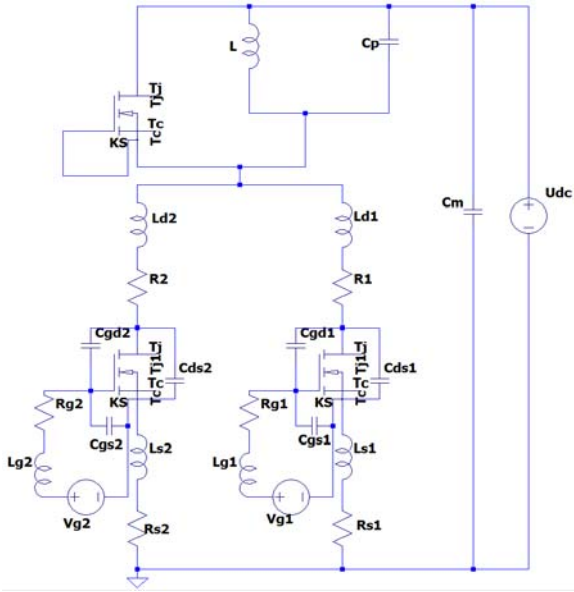 L
Cp
Tj
Tj
Tc
Tc
KS
Udc
Cm
Ld2
Ld1
R2
R1
Cgd2
Cgd1
Tj
Tj1
Tc
Tc
KS
Cds2
Tj
Tj1
Tc
Tc
KS
Cds1
Rg2
Rg1
Cgs2
Cgs1
Ls2
Ls1
Lg2
Lg1
+
−
+
−
+
−
Vg2
Vg1
Rs2
Rs1